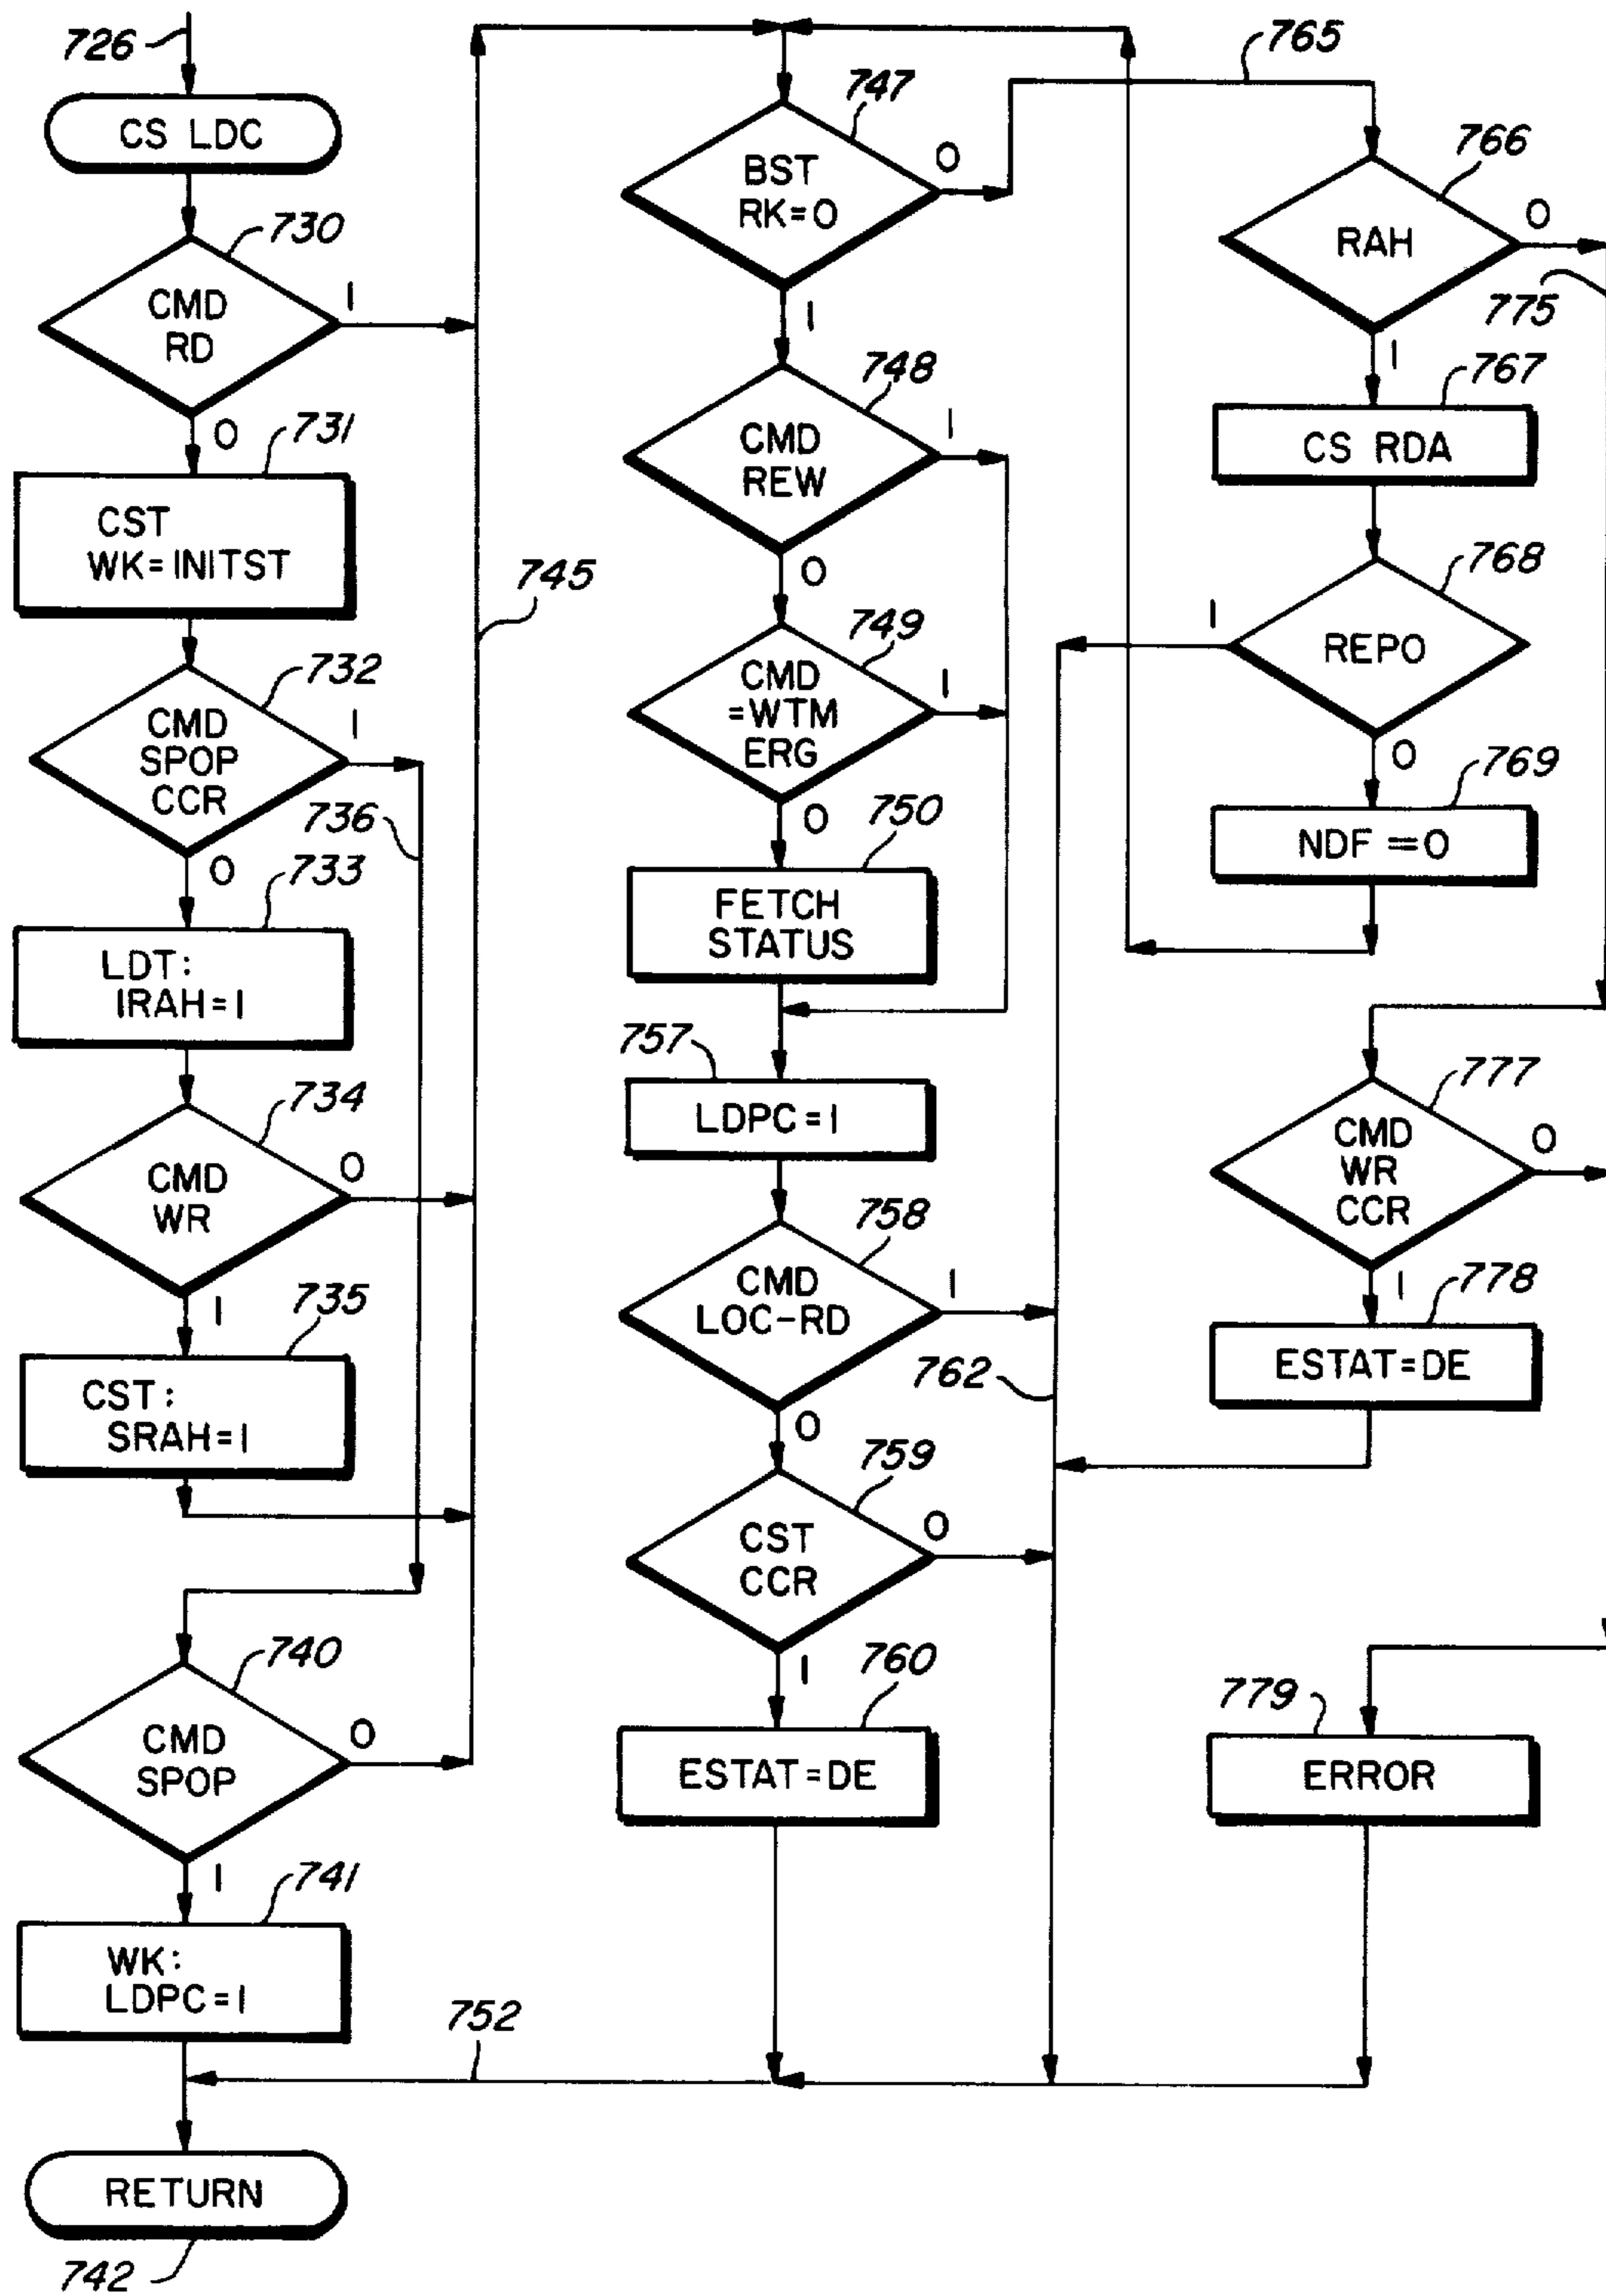 726
CS LDC
730
CMD
RD
1
0
731
CST
WK=INITST
732
CMD
SPOP
CCR
1
736
0
733
LDT:
IRAH=1
734
CMD
WR
0
1
735
CST:
SRAH=1
740
CMD
SPOP
0
1
741
WK:
LDPC=1
752
RETURN
742
745
747
BST
RK=0
0
1
748
CMD
REW
1
0
749
CMD
=WTM
ERG
1
0
750
FETCH
STATUS
757
LDPC=1
758
CMD
LOC-RD
1
762
0
759
CST
CCR
0
1
760
ESTAT=DE
765
766
RAH
0
775
1
767
CS RDA
768
REPO
1
0
769
NDF=0
777
CMD
WR
CCR
0
1
778
ESTAT=DE
779
ERROR